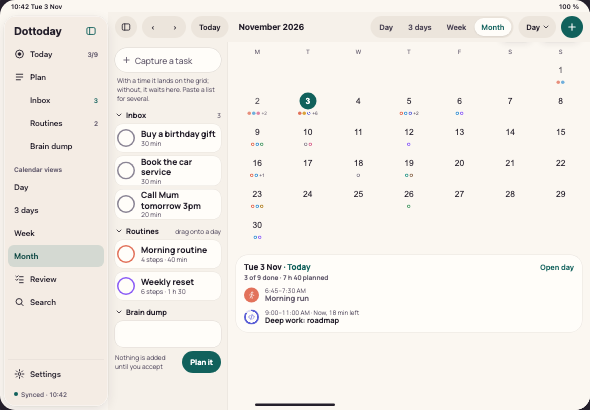 10:42 Tue 3 Nov
100 %
Dottoday
Today 3/9
Plan
Inbox 3
Routines 2
Brain dump
Calendar views
Day
3 days
Week
Month
Review
Search
Settings
Synced · 10:42
Capture a task
With a time it lands on the grid;
without, it waits here. Paste a list
for several.
Inbox 3
Buy a birthday gift
30 min
Book the car
service
30 min
Call Mum
tomorrow 3pm
20 min
Routines drag onto a day
Morning routine
4 steps · 40 min
Weekly reset
6 steps · 1 h 30
Brain dump
Nothing is added
until you accept
Plan it
Today
November 2026
Day 3 days Week Month
Day
M T W T F S S
1
2 3 4 5 6 7 8
+2 +6 +2
9 10 11 12 13 14 15
16 17 18 19 20 21 22
+1
23 24 25 26 27 28 29
30
Tue 3 Nov · Today
Open day
3 of 9 done · 7 h 40 planned
6:45–7:30 AM
Morning run
9:00–11:00 AM · Now, 18 min left
Deep work: roadmap